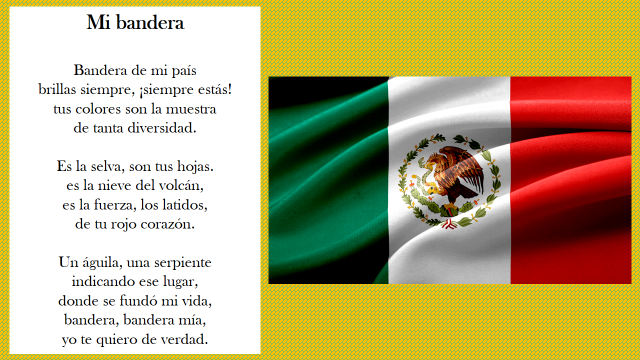 Mi bandera
Bandera de mi país
brillas siempre, ¡siempre estás!
tus colores son la muestra
de tanta diversidad.
Es la selva, son tus hojas.
es la nieve del volcán,
es la fuerza, los latidos,
de tu rojo corazón.
Un águila, una serpiente
indicando ese lugar,
donde se fundó mi vida,
bandera, bandera mía,
yo te quiero de verdad.